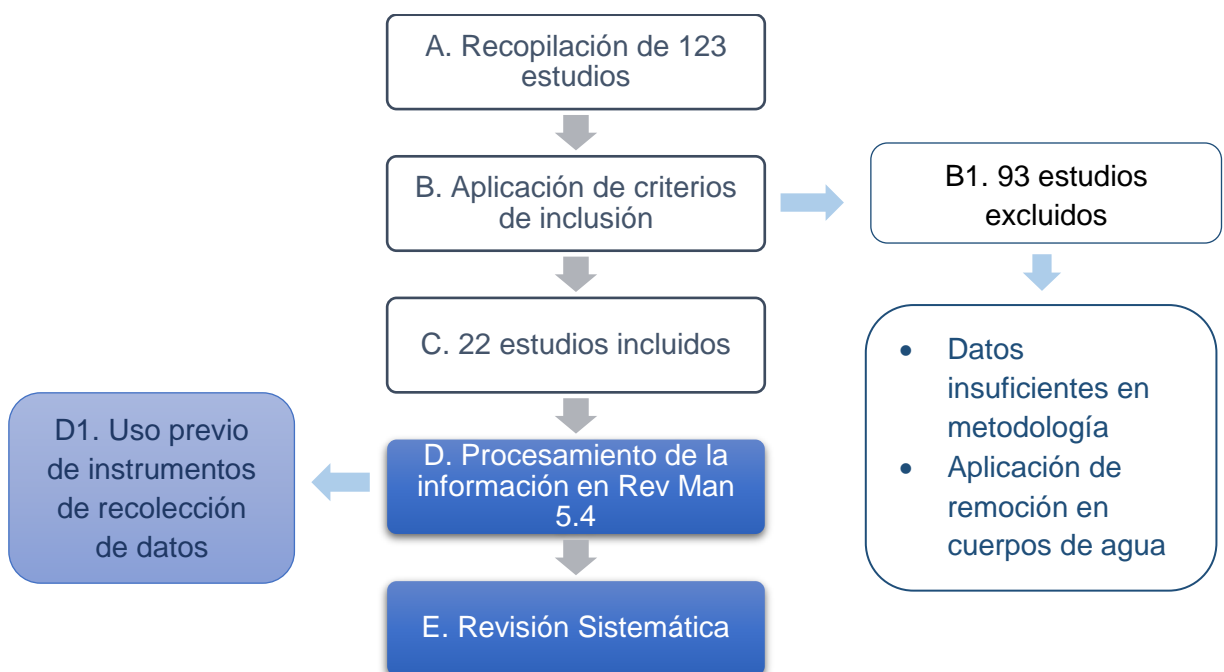 A. Recopilación de 123
estudios
B. Aplicación de criterios
de inclusión
B1. 93 estudios
excluidos
C. 22 estudios incluidos
• Datos
insuficientes en
metodología
• Aplicación de
remoción en
cuerpos de agua
D1. Uso previo
de instrumentos
de recolección
de datos
D. Procesamiento de la
información en Rev Man
5.4
E. Revisión Sistemática